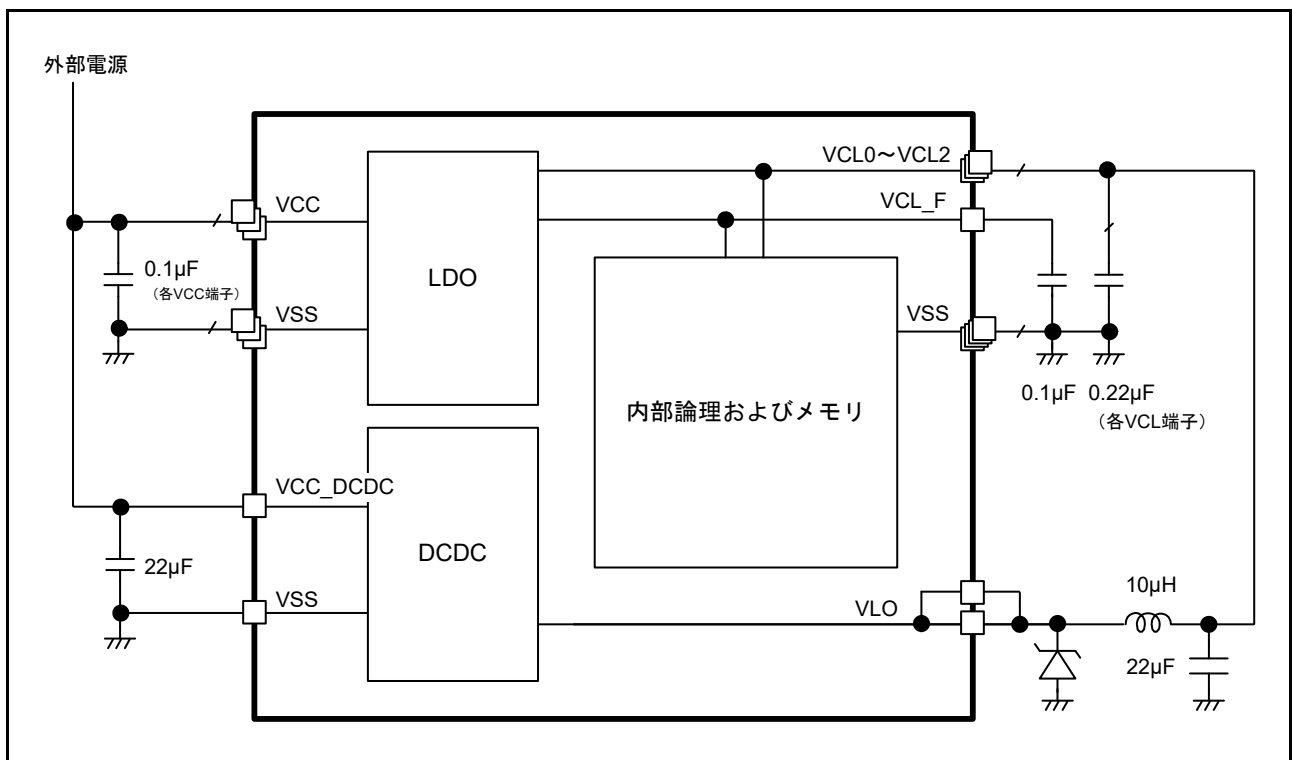 外部電源
VCL0～VCL2
VCC
VCL_F
0.1µF
（各VCC端子）
LDO
VSS
VSS
0.1µF
0.22µF
（各VCL端子）
内部論理およびメモリ
VCC_DCDC
DCDC
22µF
VSS
VLO
10µH
22µF